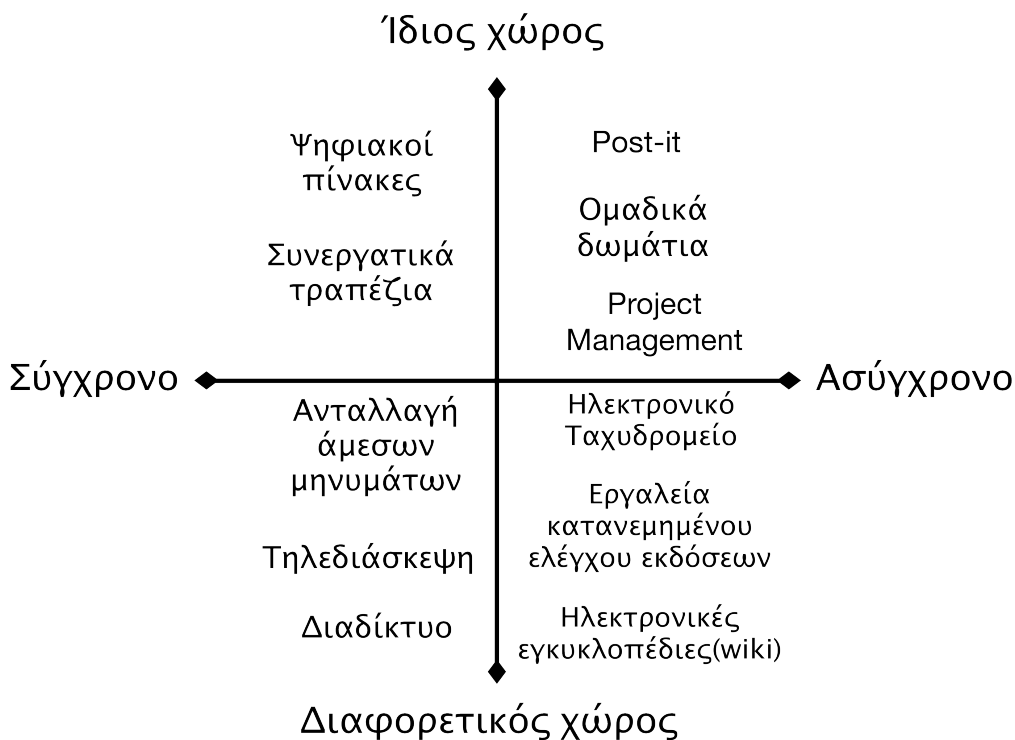 Ίδιος χώρος
Ψηφιακοί
πίνακες
Συνεργατικά
τραπέζια
Post-it
Ομαδικά
δωμάτια
Project
Management
Σύγχρονο
Ασύγχρονο
Ανταλλαγή
άμεσων
μηνυμάτων
Τηλεδιάσκεψη
Διαδίκτυο
Ηλεκτρονικό
Ταχυδρομείο
Εργαλεία
κατανεμημένου
ελέγχου εκδόσεων
Ηλεκτρονικές
εγκυκλοπέδιες(wiki)
Διαφορετικός χώρος